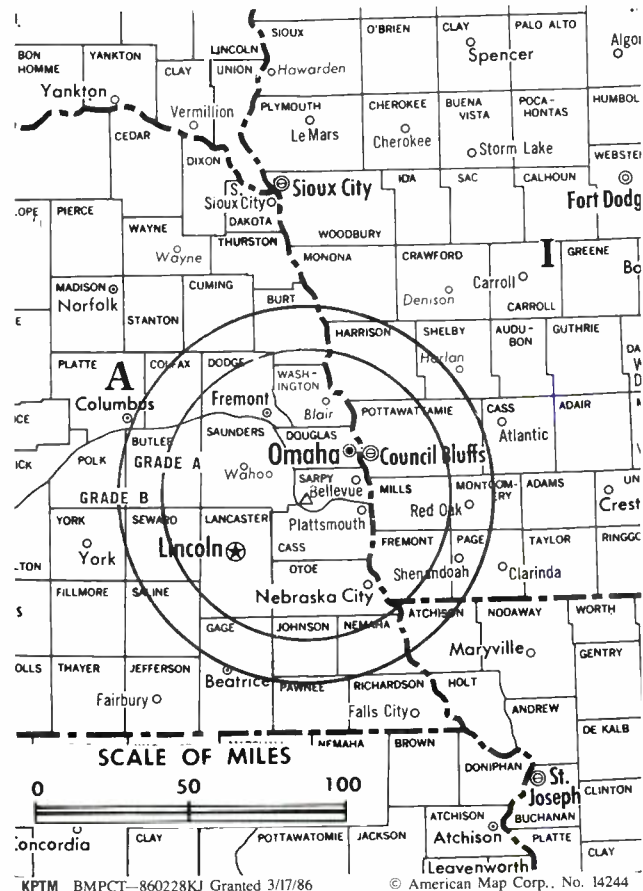 SIOUX O'BRIEN CLAY PALO ALTO
BON HOMME YANKTON LINCOLN
CLAY UNION Hawarden Spencer
Yankton
Vermillion PLYMOUTH CHEROKEE BUENA VISTA POCA-HONTAS
CEDAR Le Mars Cherokee Storm Lake
DIXON
IDA SAC CALHOUN
S. Sioux City Sioux City
DAKOTA
PIERCE
WAYNE THURSTON WOODBURY
Wayne MONONA CRAWFORD I GREENE
MADISON CUMING Carroll
Norfolk BURT Denison CARROLL
STANTON HARRISON SHELBY AUDU-BON GUTHRIE
PLATTE COLFAX DODGE Harlan
A WASH-INGTON
Columbus Fremont Blair POTTAWATTAMIE CASS ADAIR
BUTLER SAUNDERS DOUGLAS Atlantic
POLK GRADE A Omaha Council Bluffs
Wahoo SARPY
Bellevue MILLS MONTGOM-ERY ADAMS
GRADE B Red Oak
YORK SEWARD LANCASTER Plattsmouth
FREMONT PAGE TAYLOR
York Lincoln CASS
OTOE Shenandoah Clarinda
FILLMORE SALINE Nebraska City
ATCHISON NODAWAY WORTH
GAGE JOHNSON NEMAHA
Maryville GENTRY
THAYER JEFFERSON Beatrice
PAWNEE RICHARDSON HOLT
Fairbury Falls City ANDREW
DE KALB
SCALE OF MILES NEMAHA BROWN
DONIPHAN
0 50 100 St. Joseph CLINTON
ATCHISON BUCHANAN
CLAY POTTAWATOMIE JACKSON Atchison PLATTE
CLAY
Leavenworth
KPTM BMPCT—860228KJ Granted 3/17/86 © American Map Corp., No. 14244